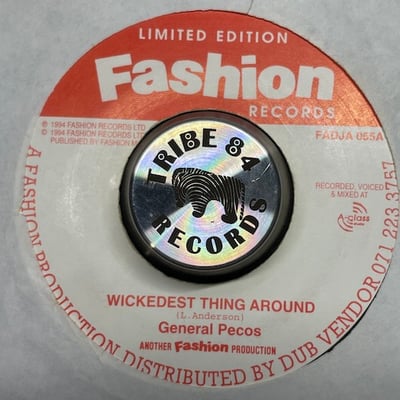 LIMITED EDITION
Fashion
RECORDS
℗ 1994 FASHION RECORDS LTD
© 1994 FASHION RECORDS LTD
PUBLISHED BY FASHION M
FADJA 055A
TRIBE 84
RECORDS
RECORDED, VOICED
& MIXED AT
A-class
WICKEDEST THING AROUND
(L.Anderson)
General Pecos
ANOTHER Fashion PRODUCTION
A FASHION PRODUCTION DISTRIBUTED BY DUB VENDOR 071 223 3757